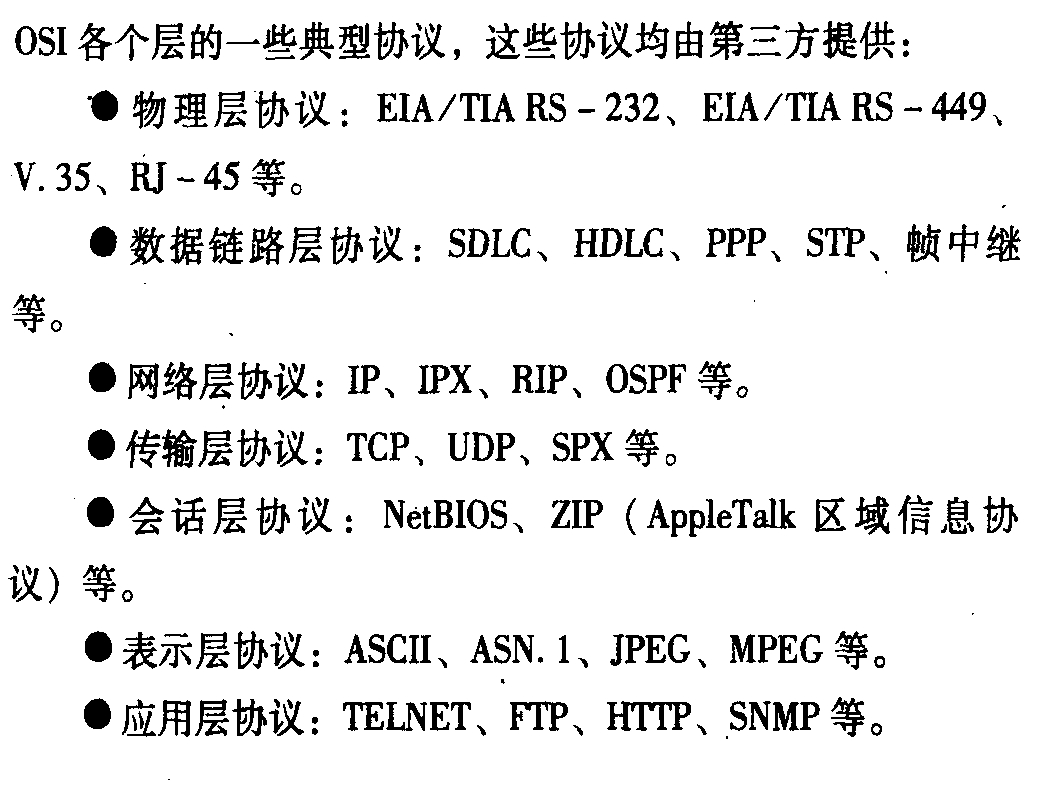 OSI 各个层的一些典型协议，这些协议均由第三方提供：
●物理层协议：EIA/TIA RS－232、EIA/TIA RS－449、
V.35、RJ－45 等。
●数据链路层协议：SDLC、HDLC、PPP、STP、帧中继
等。
●网络层协议：IP、IPX、RIP、OSPF 等。
●传输层协议：TCP、UDP、SPX 等。
●会话层协议：NetBIOS、ZIP（AppleTalk 区域信息协
议）等。
●表示层协议：ASCII、ASN.1、JPEG、MPEG 等。
●应用层协议：TELNET、FTP、HTTP、SNMP 等。